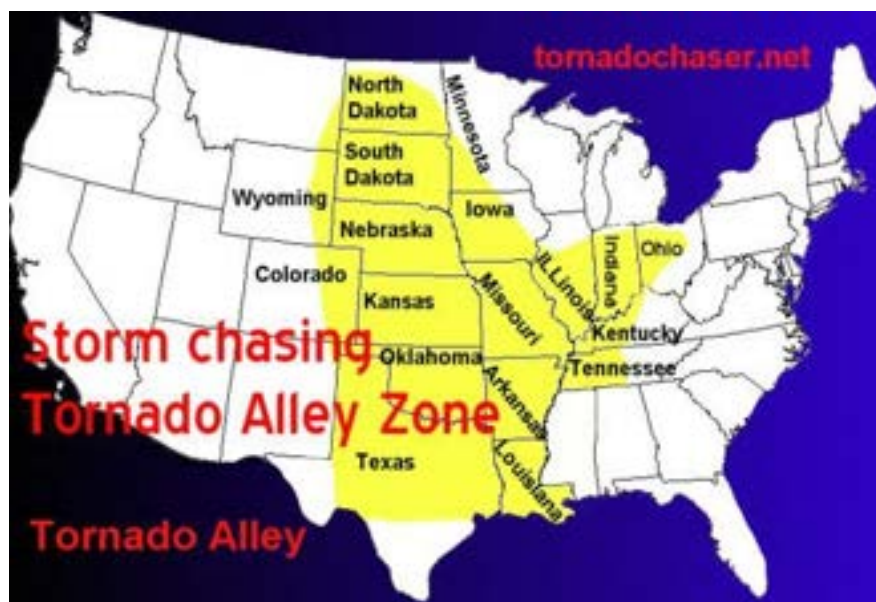 tornadochaser.net
North
Dakota
Minnesota
South
Dakota
Wyoming
Iowa
Nebraska
Ohio
Indiana
ILLinois
Colorado
Missouri
Kansas
Kentucky
Storm chasing
Oklahoma
Tennessee
Arkansas
Tornado Alley Zone
Texas
Louisiana
Tornado Alley